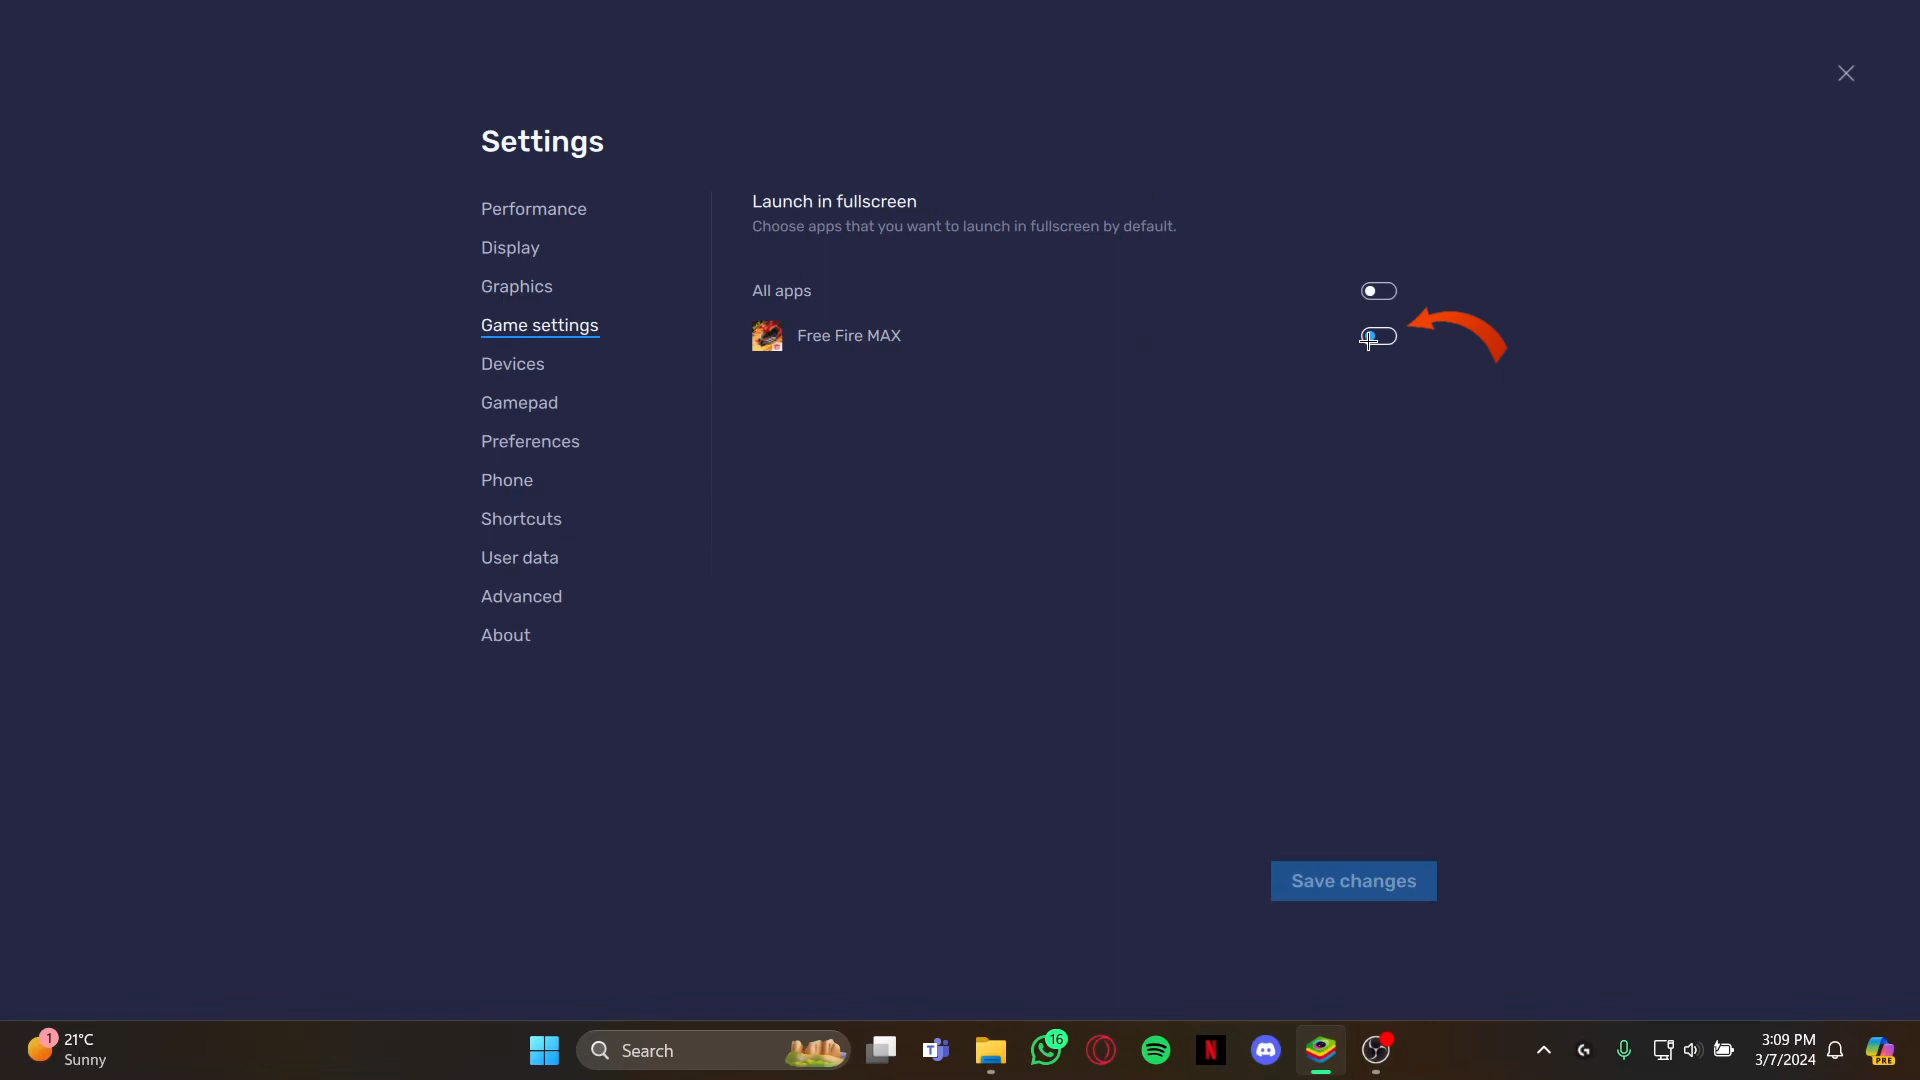 Settings
Performance
Display
Graphics
Game settings
Devices
Gamepad
Preferences
Phone
Shortcuts
User data
Advanced
About
Launch in fullscreen
Choose apps that you want to launch in fullscreen by default.
All apps
Free Fire MAX
Save changes
1
21°C
Sunny
Search
T
16
N
G
3:09 PM
3/7/2024
PRE